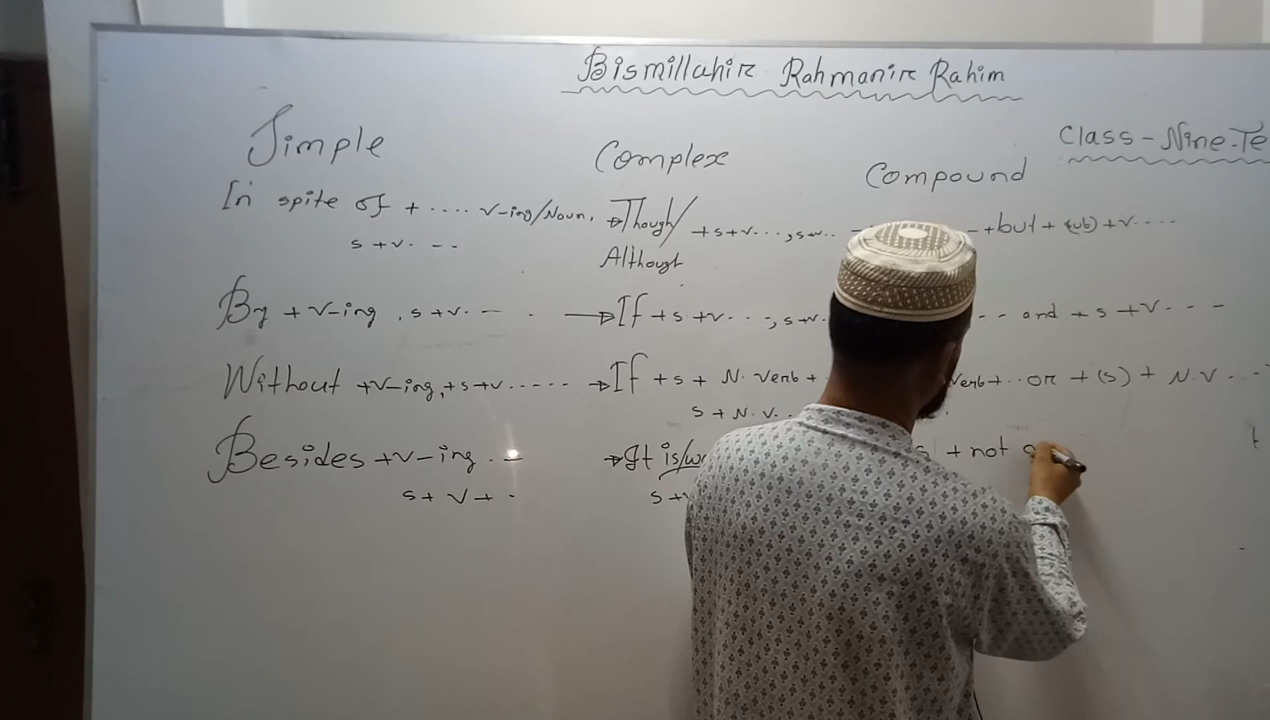 Bismillahir Rahmanir Rahim
Class-Nine-Te
Simple Complex Compound
In spite of + .... v-ing/Noun, Though/ +s+v...,s+v.. - -+but+(sub)+v....
s+v. - - Although
By +v-ing , s+v. - . If +s +v- - -,s+v. - - and +s +v- - -
Without +v-ing,+s+v...... If +s + N. Verb + verb+..or +(s) + N.V ...
s + N. V..
Besides +v-ing .- It is/w s +not o
s+ v + . s+v